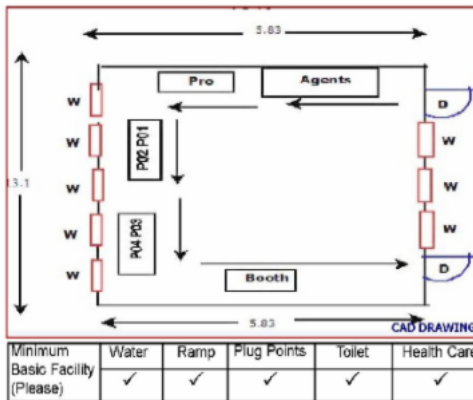 5.83
Pro
Agents
W
D
W
P02 P01
W
W
W
13.1
W
P04 P03
W
W
D
Booth
5.83
CAD DRAWING
Minimum Basic Facility (Please)
Water
Ramp
Plug Points
Toilet
Health Care
✓ ✓ ✓ ✓ ✓